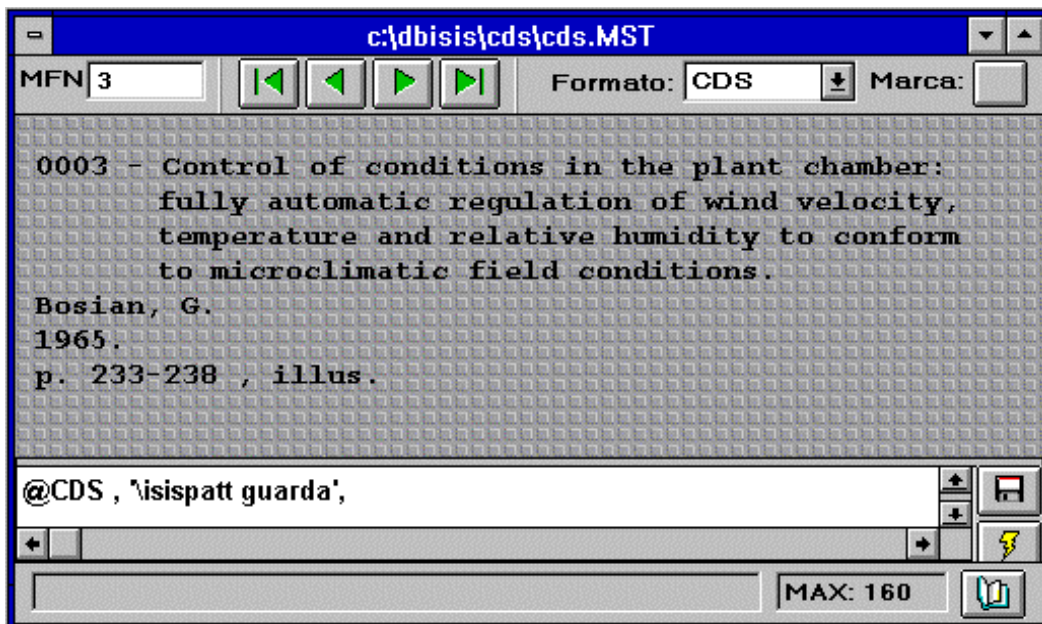 c:\dbisis\cds\cds.MST
MFN 3 Formato: CDS Marca:
0003 - Control of conditions in the plant chamber:
fully automatic regulation of wind velocity,
temperature and relative humidity to conform
to microclimatic field conditions.
Bosian, G.
1965.
p. 233-238 , illus.
@CDS , '\isispatt guarda',
MAX: 160